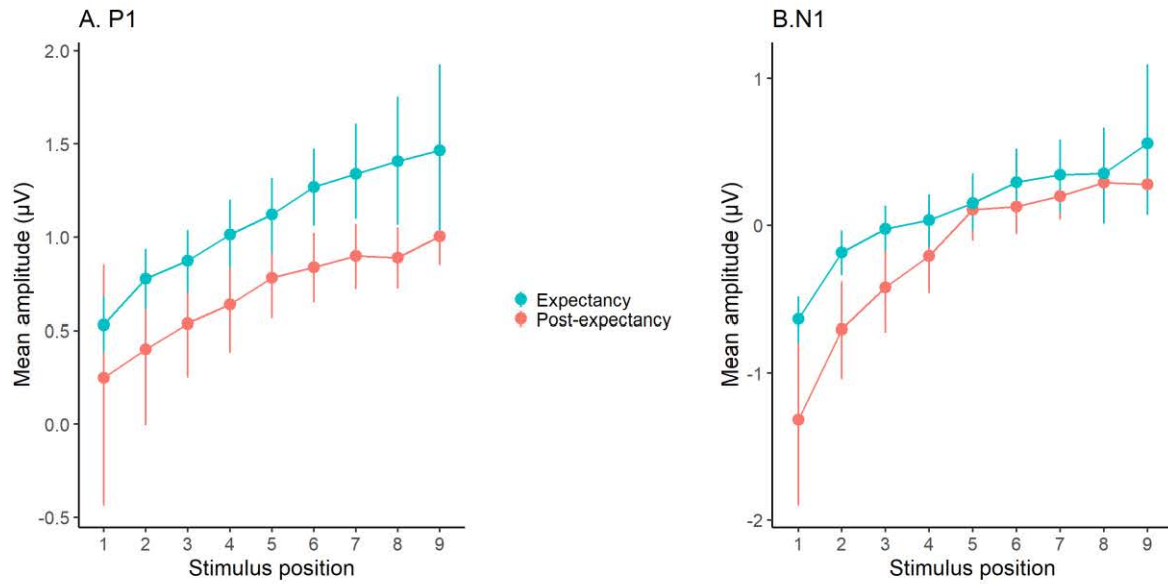 A. P1
2.0
1.5
1.0
0.5
0.0
-0.5
Mean amplitude (µV)
1 2 3 4 5 6 7 8 9
Stimulus position
Expectancy
Post-expectancy
B.N1
1
0
-1
-2
Mean amplitude (µV)
1 2 3 4 5 6 7 8 9
Stimulus position